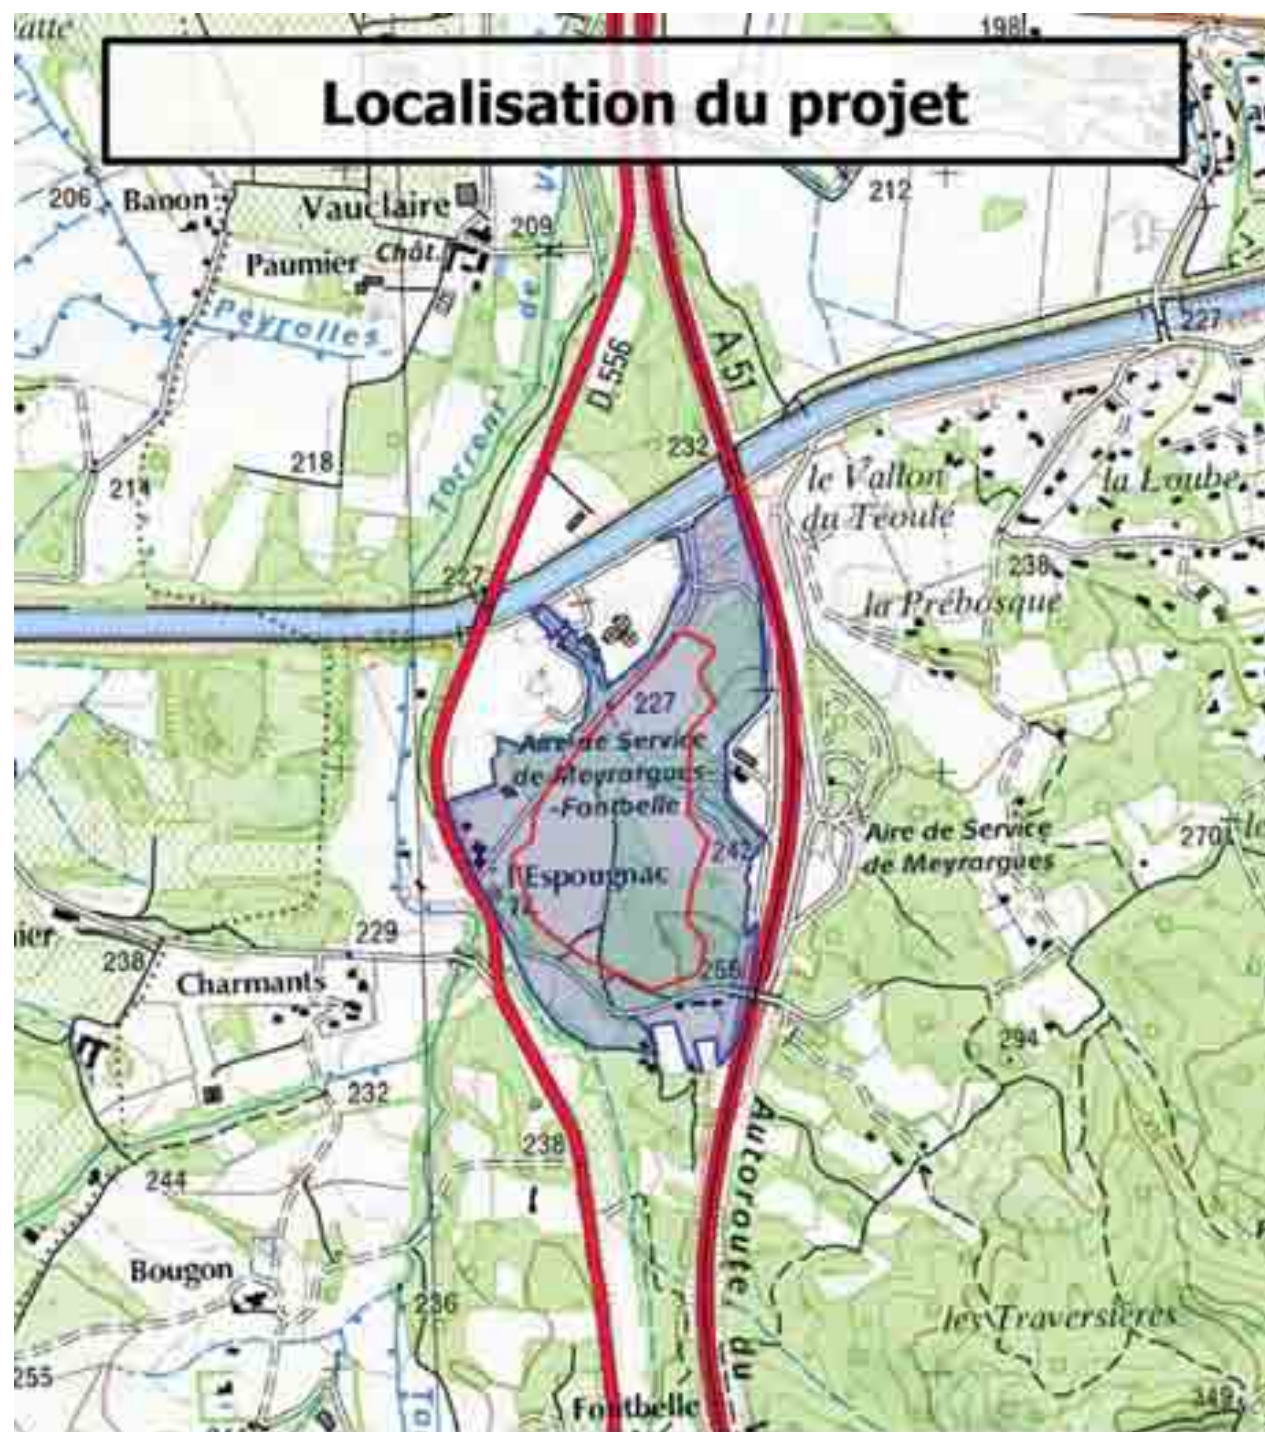 Localisation du projet
198
206
Banon
Vauclaire
212
209
Chât.
Paumier
de
227
Peyrolles
D.556
A.51
Torrent
232
218
214
le Vallon
du Téoule
la Loube
227
238
la Prébosque
227
Aire de Service
de Meyrargues-
-Fontbelle
Aire de Service
de Meyrargues
270
l'Espougnac
229
238
256
Charmants
294
232
238
244
Autoroute du
Bougon
236
les Traversières
255
349
Fontbelle